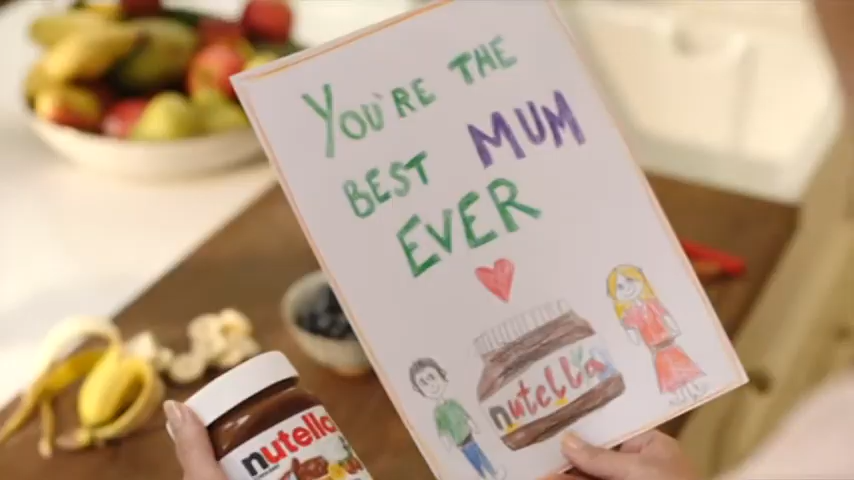 YOU'RE THE
BEST MUM
EVER
nutella
nutella